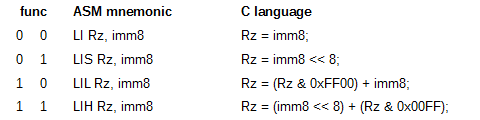 func ASM mnemonic C language
0 0 LI Rz, imm8 Rz = imm8;
0 1 LIS Rz, imm8 Rz = imm8 << 8;
1 0 LIL Rz, imm8 Rz = (Rz & 0xFF00) + imm8;
1 1 LIH Rz, imm8 Rz = (imm8 << 8) + (Rz & 0x00FF);